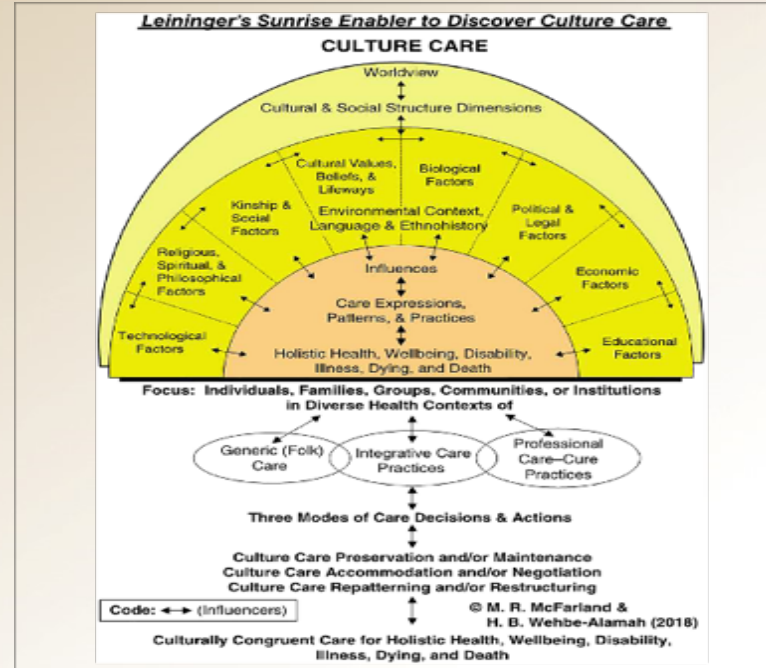 Leininger's Sunrise Enabler to Discover Culture Care
CULTURE CARE
Worldview
Cultural & Social Structure Dimensions
Cultural Values,
Beliefs, &
Lifeways
Biological
Factors
Kinship &
Social
Factors
Environmental Context,
Language & Ethnohistory
Political &
Legal
Factors
Religious,
Spiritual, &
Philosophical
Factors
Influences
Economic
Factors
Care Expressions,
Patterns, & Practices
Technological
Factors
Educational
Factors
Holistic Health, Wellbeing, Disability,
Illness, Dying, and Death
Focus: Individuals, Families, Groups, Communities, or Institutions
in Diverse Health Contexts of
Generic (Folk)
Care
Integrative Care
Practices
Professional
Care–Cure
Practices
Three Modes of Care Decisions & Actions
Culture Care Preservation and/or Maintenance
Culture Care Accommodation and/or Negotiation
Culture Care Repatterning and/or Restructuring
Code: ↔ (Influencers)
© M. R. McFarland &
H. B. Wehbe-Alamah (2018)
Culturally Congruent Care for Holistic Health, Wellbeing, Disability,
Illness, Dying, and Death